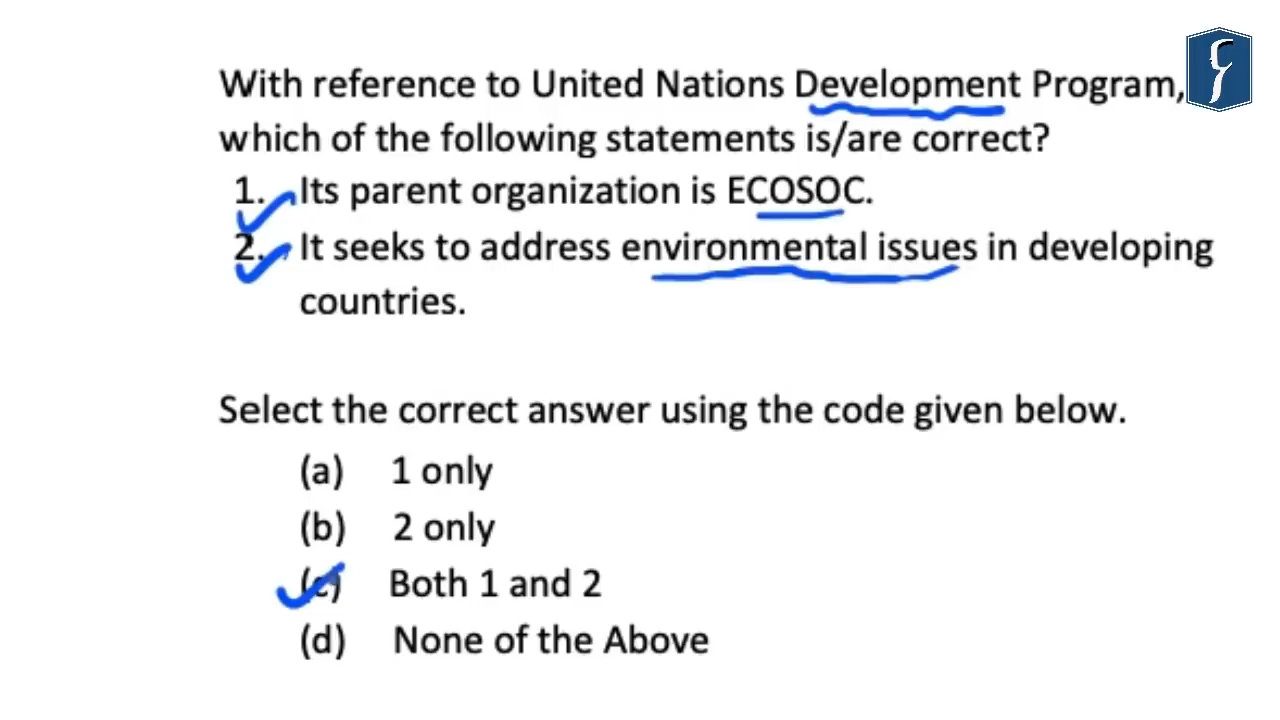 With reference to United Nations Development Program,
which of the following statements is/are correct?
1. Its parent organization is ECOSOC.
2. It seeks to address environmental issues in developing
countries.
Select the correct answer using the code given below.
(a) 1 only
(b) 2 only
(c) Both 1 and 2
(d) None of the Above